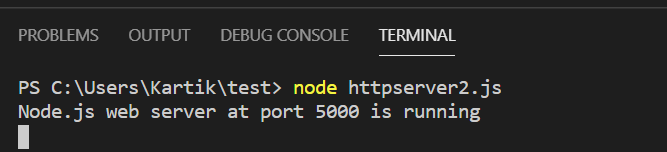 PROBLEMS OUTPUT DEBUG CONSOLE TERMINAL
PS C:\Users\Kartik\test> node httpserver2.js
Node.js web server at port 5000 is running